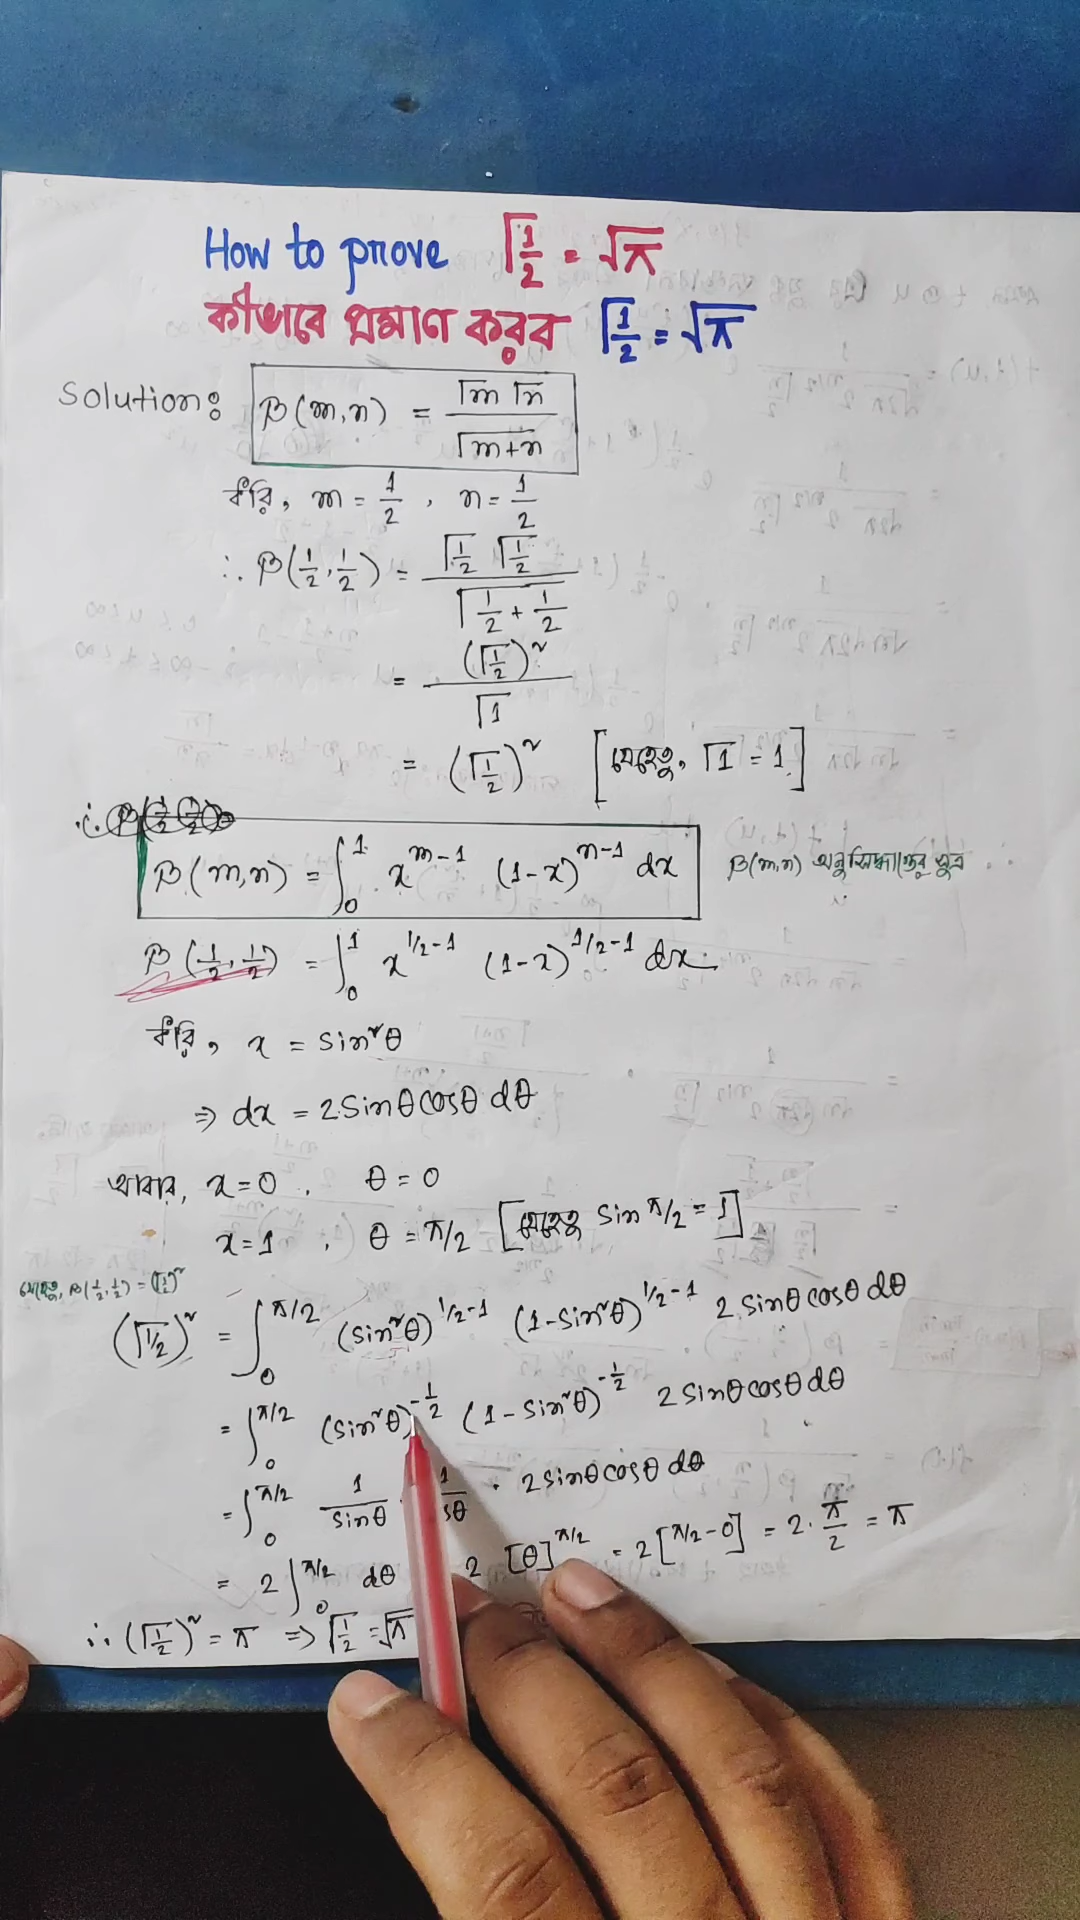 How to prove Γ1/2 = √π
কীভাবে প্রমাণ করব Γ1/2 = √π
Solution: β(m,n) = Γm Γn / Γm+n
ধরি, m = 1/2 , n = 1/2
∴ β(1/2, 1/2) = Γ1/2 Γ1/2 / Γ1/2 + 1/2
= (Γ1/2)² / Γ1
= (Γ1/2)² [যেহেতু, Γ1 = 1]
β(m,n) = ∫₀¹ x^(m-1) (1-x)^(n-1) dx β(m,n) অনুসিদ্ধান্তের সূত্র
β(1/2, 1/2) = ∫₀¹ x^(1/2-1) (1-x)^(1/2-1) dx
ধরি, x = sin²θ
⇒ dx = 2 sinθ cosθ dθ
আবার, x = 0 , θ = 0
x = 1 , θ = π/2 [যেহেতু sin π/2 = 1]
যেহেতু, β(1/2, 1/2) = (Γ1/2)²
(Γ1/2)² = ∫₀^(π/2) (sin²θ)^(1/2-1) (1-sin²θ)^(1/2-1) 2 sinθ cosθ dθ
= ∫₀^(π/2) (sin²θ)^(-1/2) (1-sin²θ)^(-1/2) 2 sinθ cosθ dθ
= ∫₀^(π/2) 1/sinθ · 1/sθ · 2 sinθ cosθ dθ
= 2 ∫₀^(π/2) dθ 2 [θ]^(π/2) = 2 [π/2 - 0] = 2 · π/2 = π
∴ (Γ1/2)² = π ⇒ Γ1/2 = √π